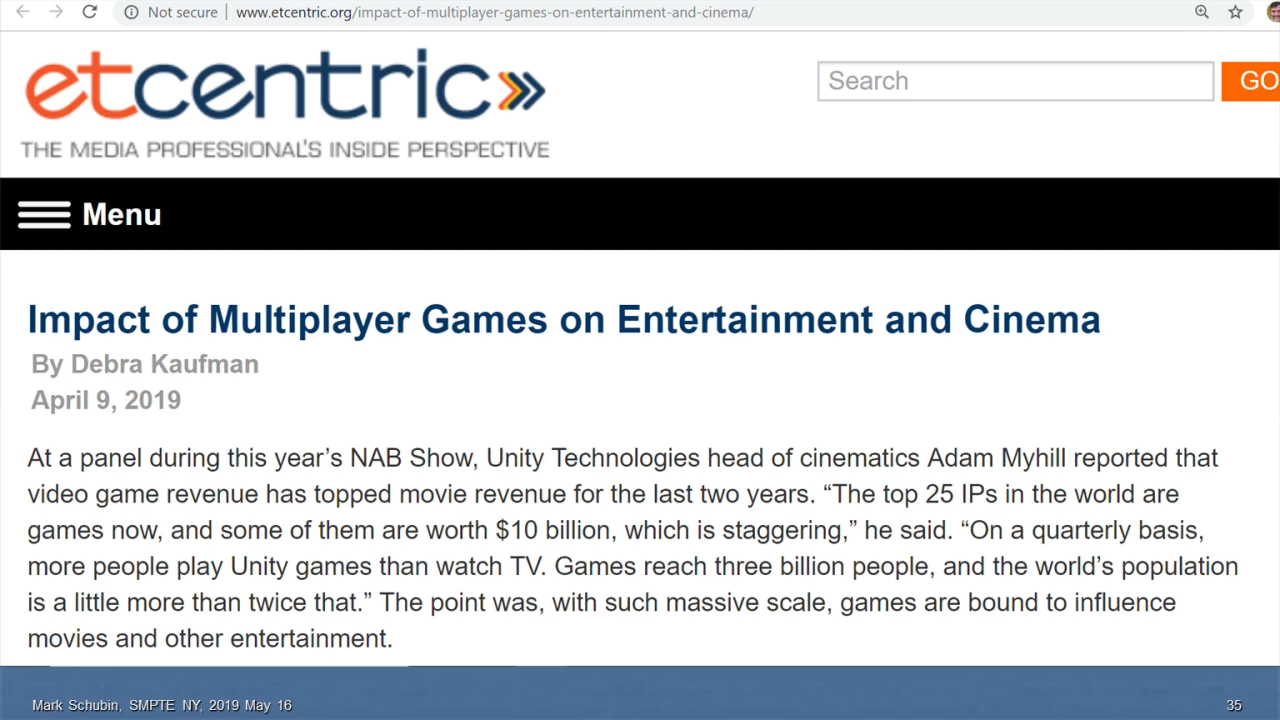 Not secure | www.etcentric.org/impact-of-multiplayer-games-on-entertainment-and-cinema/
etcentric
THE MEDIA PROFESSIONAL'S INSIDE PERSPECTIVE
Search
GO
Menu
Impact of Multiplayer Games on Entertainment and Cinema
By Debra Kaufman
April 9, 2019
At a panel during this year’s NAB Show, Unity Technologies head of cinematics Adam Myhill reported that
video game revenue has topped movie revenue for the last two years. “The top 25 IPs in the world are
games now, and some of them are worth $10 billion, which is staggering,” he said. “On a quarterly basis,
more people play Unity games than watch TV. Games reach three billion people, and the world’s population
is a little more than twice that.” The point was, with such massive scale, games are bound to influence
movies and other entertainment.
Mark Schubin, SMPTE NY, 2019 May 16
35